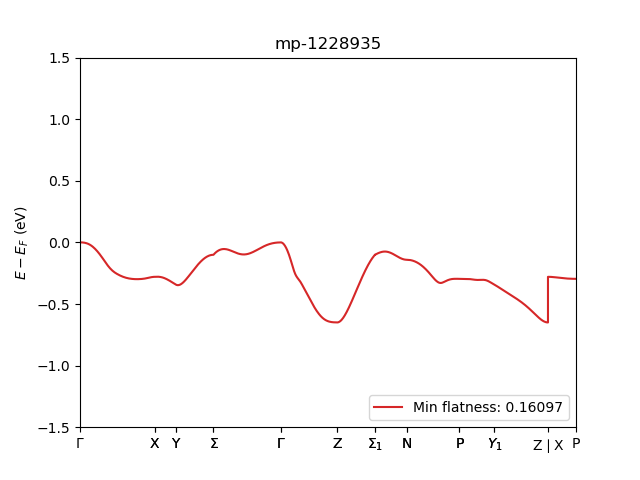 mp-1228935
E − E_F (eV)
1.5
1.0
0.5
0.0
−0.5
−1.0
−1.5
Min flatness: 0.16097
Γ X Y Σ Γ Z Σ₁ N P Y₁ Z | X P